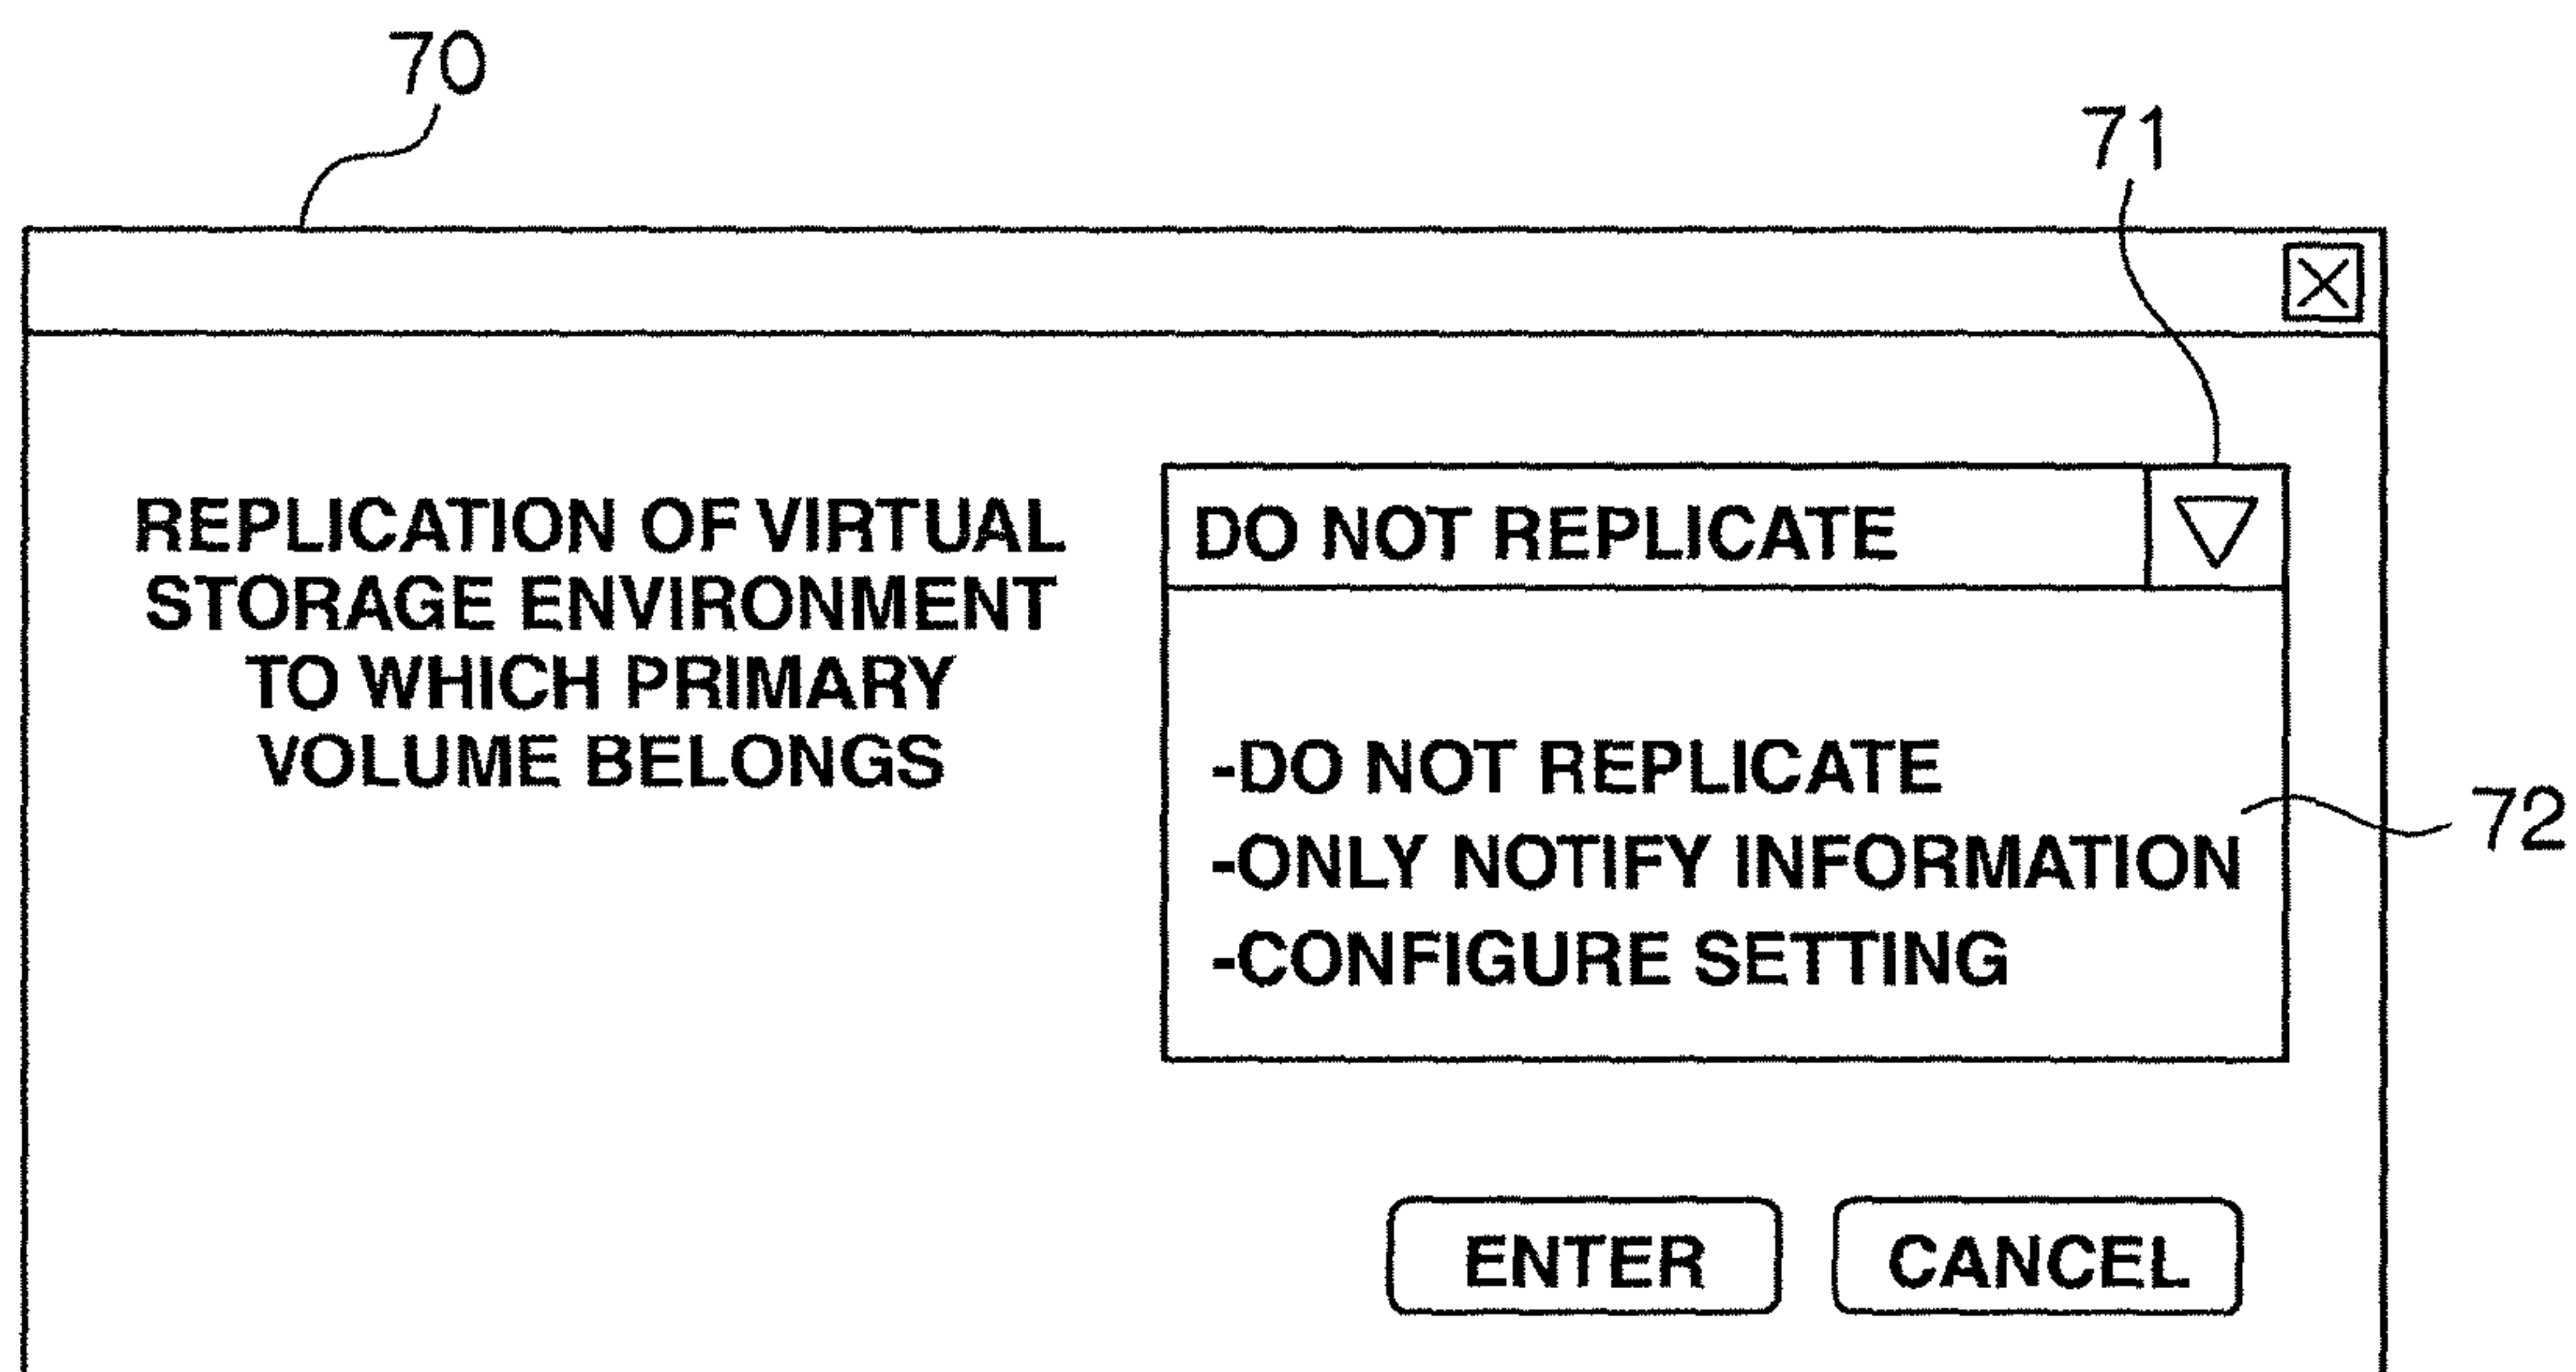 70
71
REPLICATION OF VIRTUAL
STORAGE ENVIRONMENT
TO WHICH PRIMARY
VOLUME BELONGS
DO NOT REPLICATE
-DO NOT REPLICATE
-ONLY NOTIFY INFORMATION
-CONFIGURE SETTING
72
ENTER
CANCEL